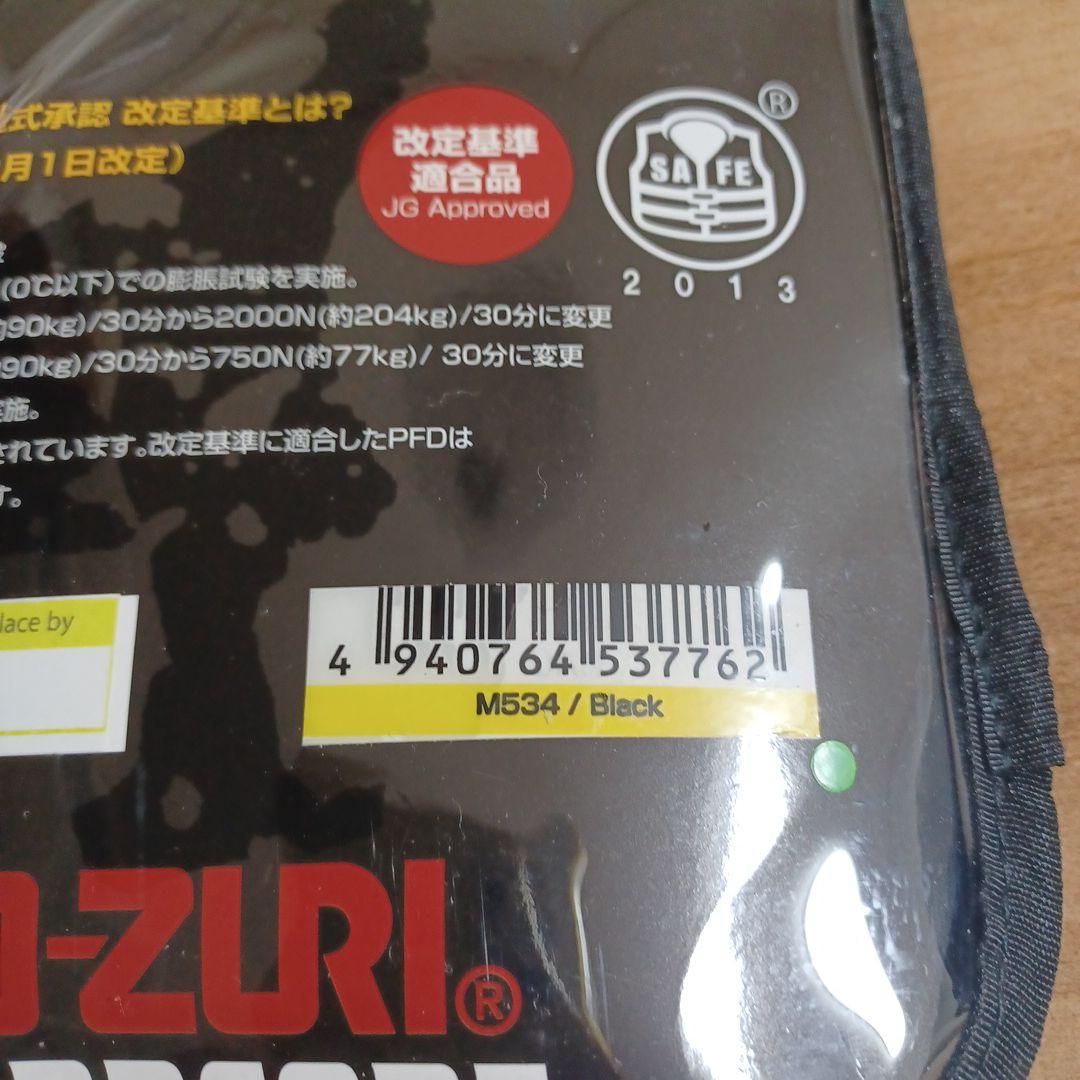 式承認 改定基準とは?
月1日改定)
改定基準
適合品
JG Approved
®
SAFE
2013
(0℃以下)での膨脹試験を実施。
90kg)/30分から2000N(約204kg)/30分に変更
90kg)/30分から750N(約77kg)/ 30分に変更
施。
されています。改定基準に適合したPFDは
す。
lace by
4 940764 537762
M534 / Black
-ZURI®